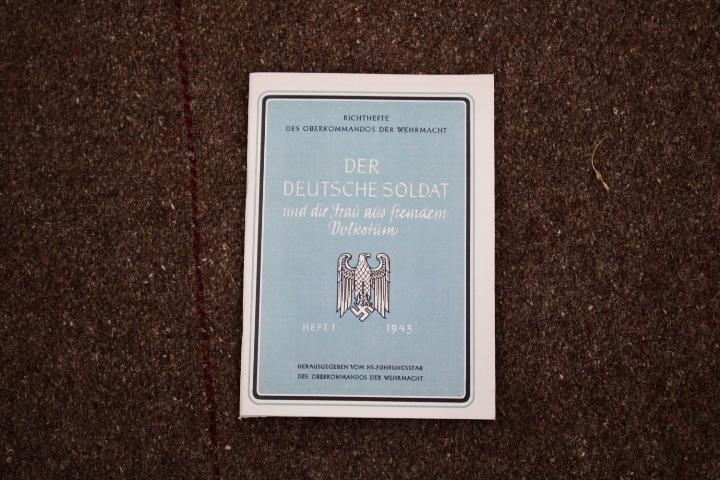 RICHTHEFTE
DES OBERKOMMANDOS DER WEHRMACHT
DER
DEUTSCHE SOLDAT
und die Frau aus fremdem
Volkstum
HEFT 1 1943
HERAUSGEGEBEN VOM NS-FÜHRUNGSSTAB
DES OBERKOMMANDOS DER WEHRMACHT